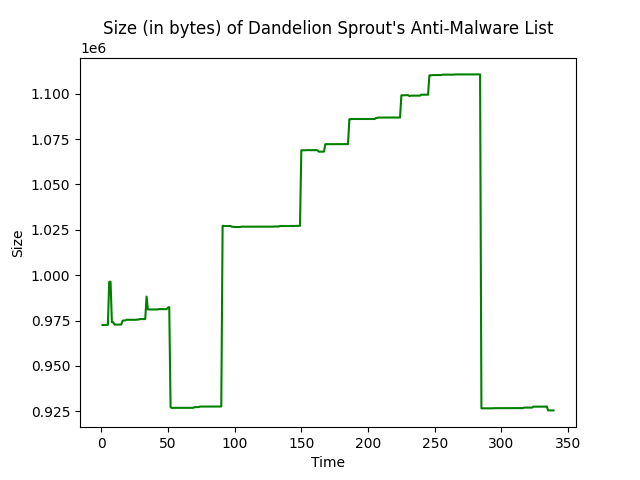 Size (in bytes) of Dandelion Sprout's Anti-Malware List
1e6
1.100
1.075
1.050
1.025
1.000
0.975
0.950
0.925
Size
0 50 100 150 200 250 300 350
Time